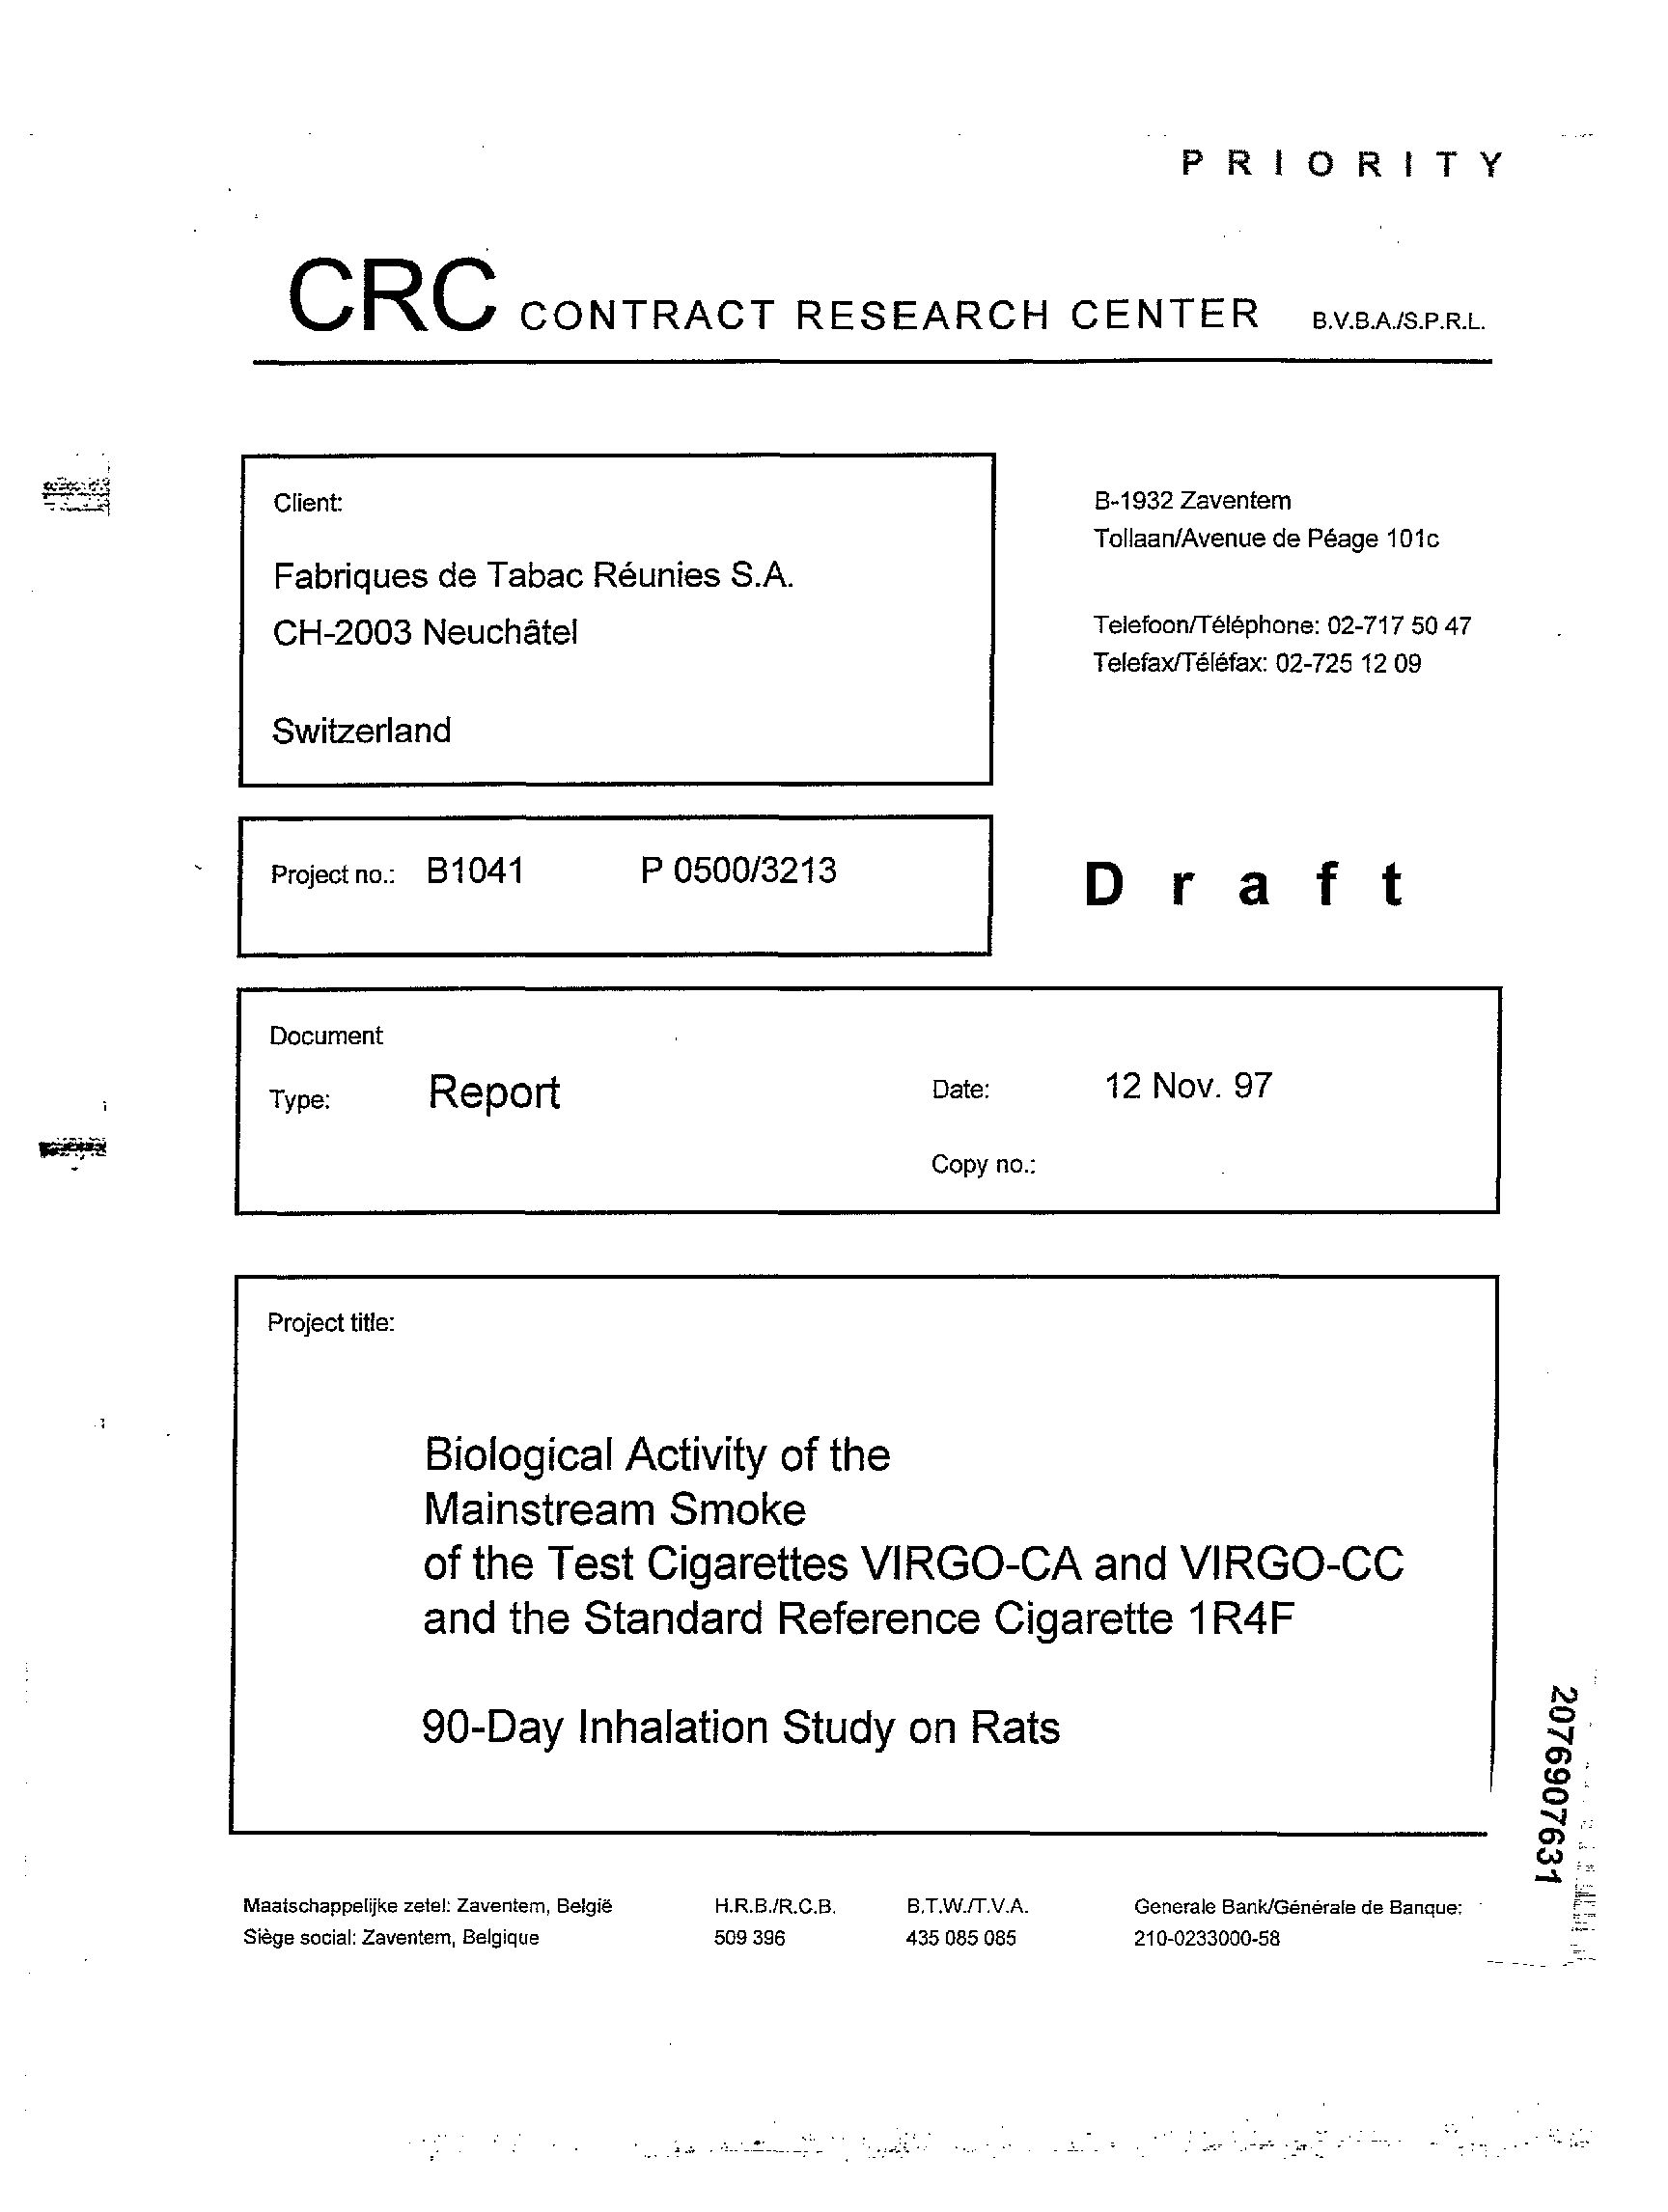 PRIORITY
CRC CONTRACT RESEARCH CENTER B.V.B.A./S.P.R.L.
Client:
Fabriques de Tabac Réunies S.A.
CH-2003 Neuchâtel
Switzerland
B-1932 Zaventem
Tollaan/Avenue de Péage 101c
Telefoon/Téléphone: 02-717 50 47
Telefax/Téléfax: 02-725 12 09
Project no.: B1041 P 0500/3213
Draft
Document
Type: Report
Date: 12 Nov. 97
Copy no.:
Project title:
Biological Activity of the
Mainstream Smoke
of the Test Cigarettes VIRGO-CA and VIRGO-CC
and the Standard Reference Cigarette 1R4F
90-Day Inhalation Study on Rats
2076907631
Maatschappelijke zetel: Zaventem, België
Siège social: Zaventem, Belgique
H.R.B./R.C.B.
509 396
B.T.W./T.V.A.
435 085 085
Generale Bank/Générale de Banque:
210-0233000-58